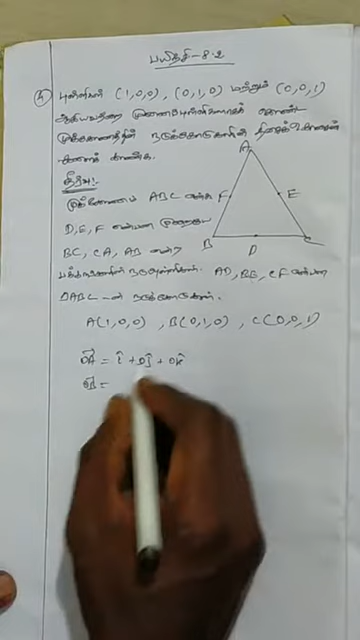 பயிற்சி - 8.2
④ புள்ளிகள் (1,0,0), (0,1,0) மற்றும் (0,0,1)
ஆகியவற்றை முனைப்புள்ளிகளாகக் கொண்ட
முக்கோணத்தின் நடுக்கோடுகளின் திசைக்
காண்க.
தீர்வு:
முக்கோணம் ABC என்க
D, E, F என்பன முறையே
BC, CA, AB என்ற
பக்கங்களின் நடுப்புள்ளிகள். AD, BE, CF என்பன
ΔABC-ன் நடுக்கோடுகள்.
A
F
E
B
D
C
A(1,0,0), B(0,1,0), C(0,0,1)
OA = î + 0ĵ + 0k̂
OB =